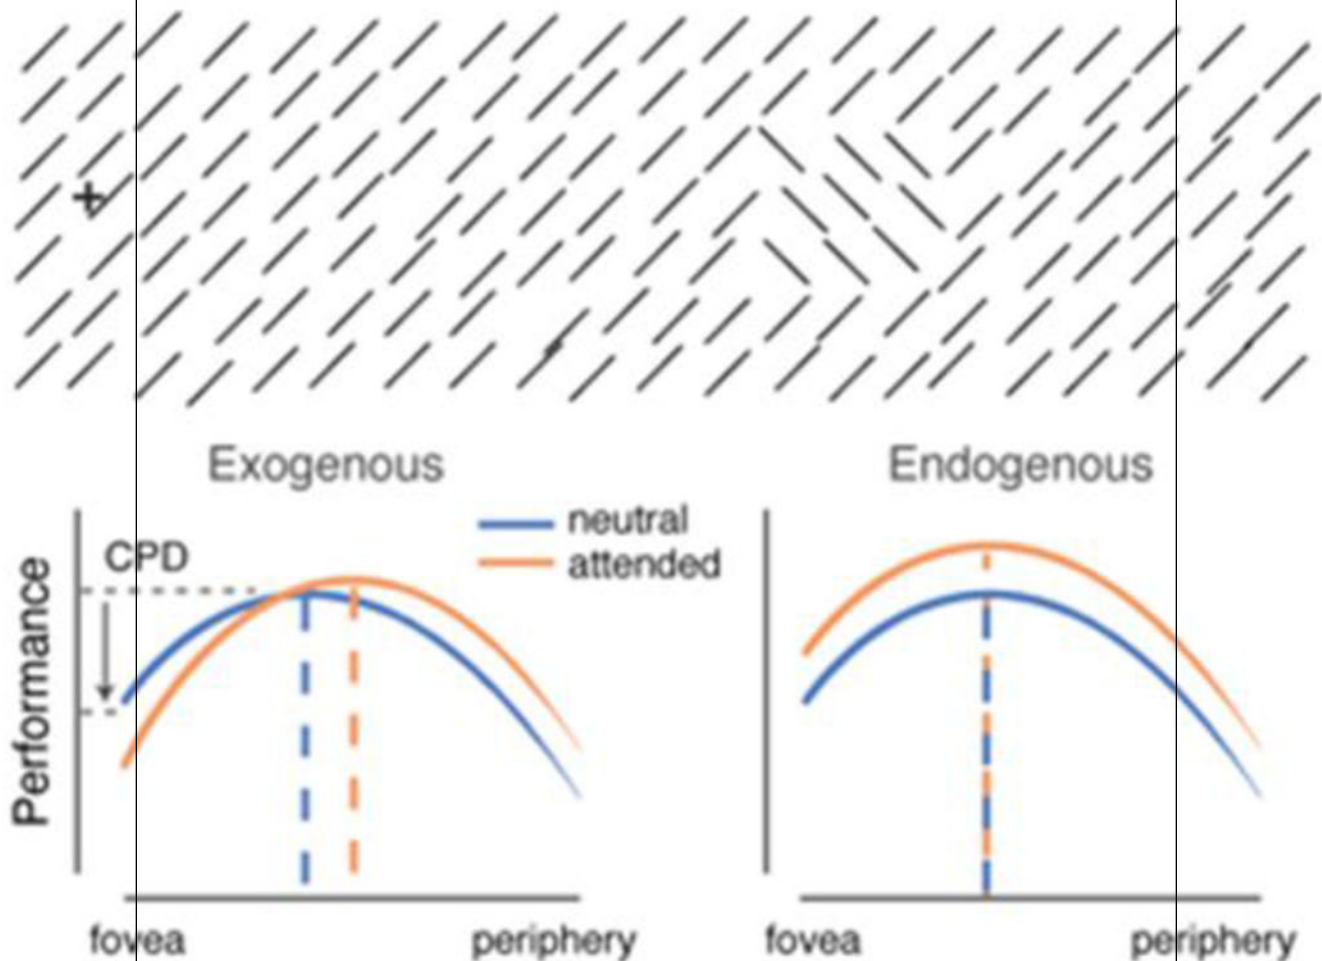 Exogenous
Endogenous
CPD
neutral
attended
Performance
fovea
periphery
fovea
periphery